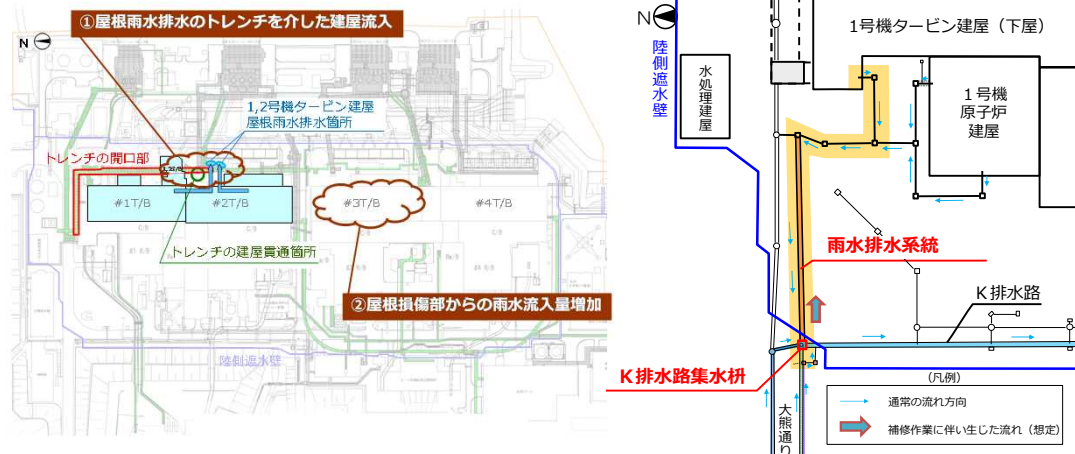 ①屋根雨水排水のトレンチを介した建屋流入
N
1,2号機タービン建屋
屋根雨水排水箇所
トレンチの開口部
#1T/B
#2T/B
#3T/B
#4T/B
トレンチの建屋貫通箇所
②屋根損傷部からの雨水流入量増加
陸側遮水壁
N
陸側遮水壁
水処理建屋
1号機タービン建屋（下屋）
1号機
原子炉
建屋
雨水排水系統
K排水路
K排水路集水枡
大熊通り
(凡例)
通常の流れ方向
補修作業に伴い生じた流れ（想定）